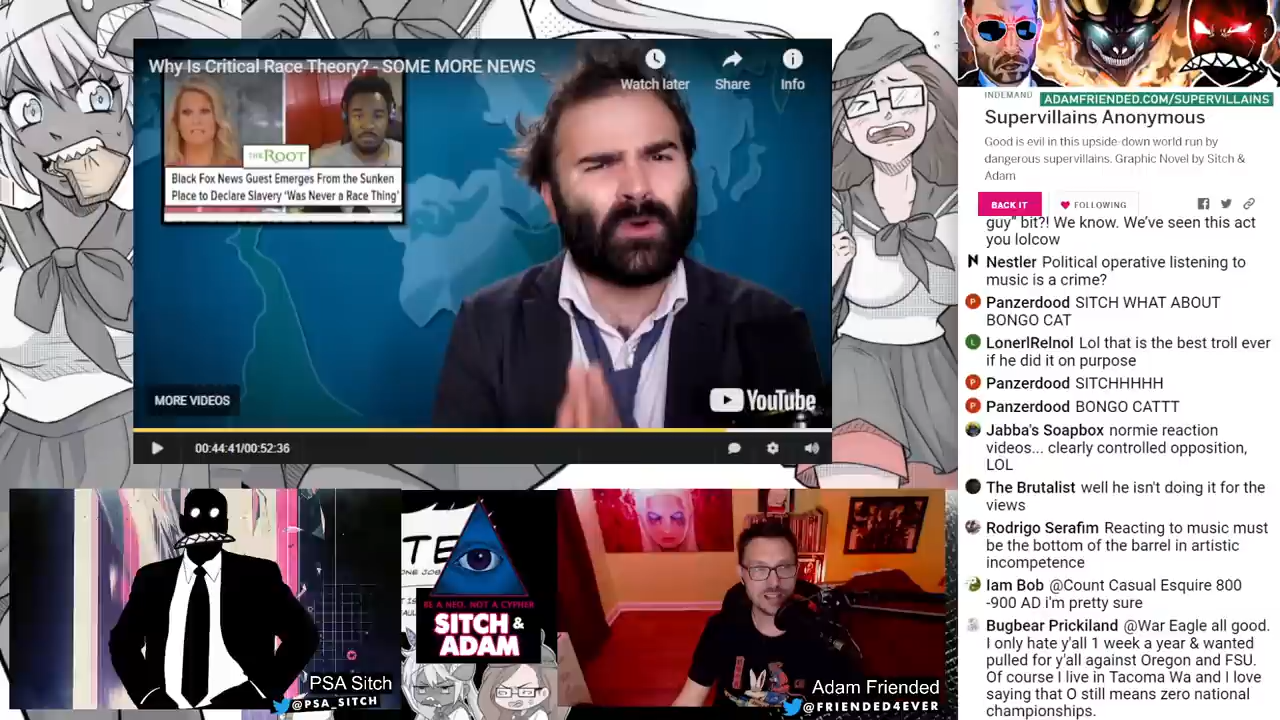 Why Is Critical Race Theory? - SOME MORE NEWS
Watch later
Share
Info
THE ROOT
Black Fox News Guest Emerges From the Sunken
Place to Declare Slavery 'Was Never a Race Thing'
MORE VIDEOS
YouTube
00:44:41/00:52:36
PSA Sitch
@PSA_SITCH
BE A NEO, NOT A CYPHER
SITCH &
ADAM
Adam Friended
@FRIENDED4EVER
INDEMAND
ADAMFRIENDED.COM/SUPERVILLAINS
Supervillains Anonymous
Good is evil in this upside-down world run by
dangerous supervillains. Graphic Novel by Sitch &
Adam
BACK IT
FOLLOWING
guy" bit?! We know. We've seen this act
you lolcow
Nestler Political operative listening to
music is a crime?
Panzerdood SITCH WHAT ABOUT
BONGO CAT
LonerlRelnol Lol that is the best troll ever
if he did it on purpose
Panzerdood SITCHHHHH
Panzerdood BONGO CATTT
Jabba's Soapbox normie reaction
videos... clearly controlled opposition,
LOL
The Brutalist well he isn't doing it for the
views
Rodrigo Serafim Reacting to music must
be the bottom of the barrel in artistic
incompetence
Iam Bob @Count Casual Esquire 800
-900 AD i'm pretty sure
Bugbear Prickiland @War Eagle all good.
I only hate y'all 1 week a year & wanted
pulled for y'all against Oregon and FSU.
Of course I live in Tacoma Wa and I love
saying that O still means zero national
championships.